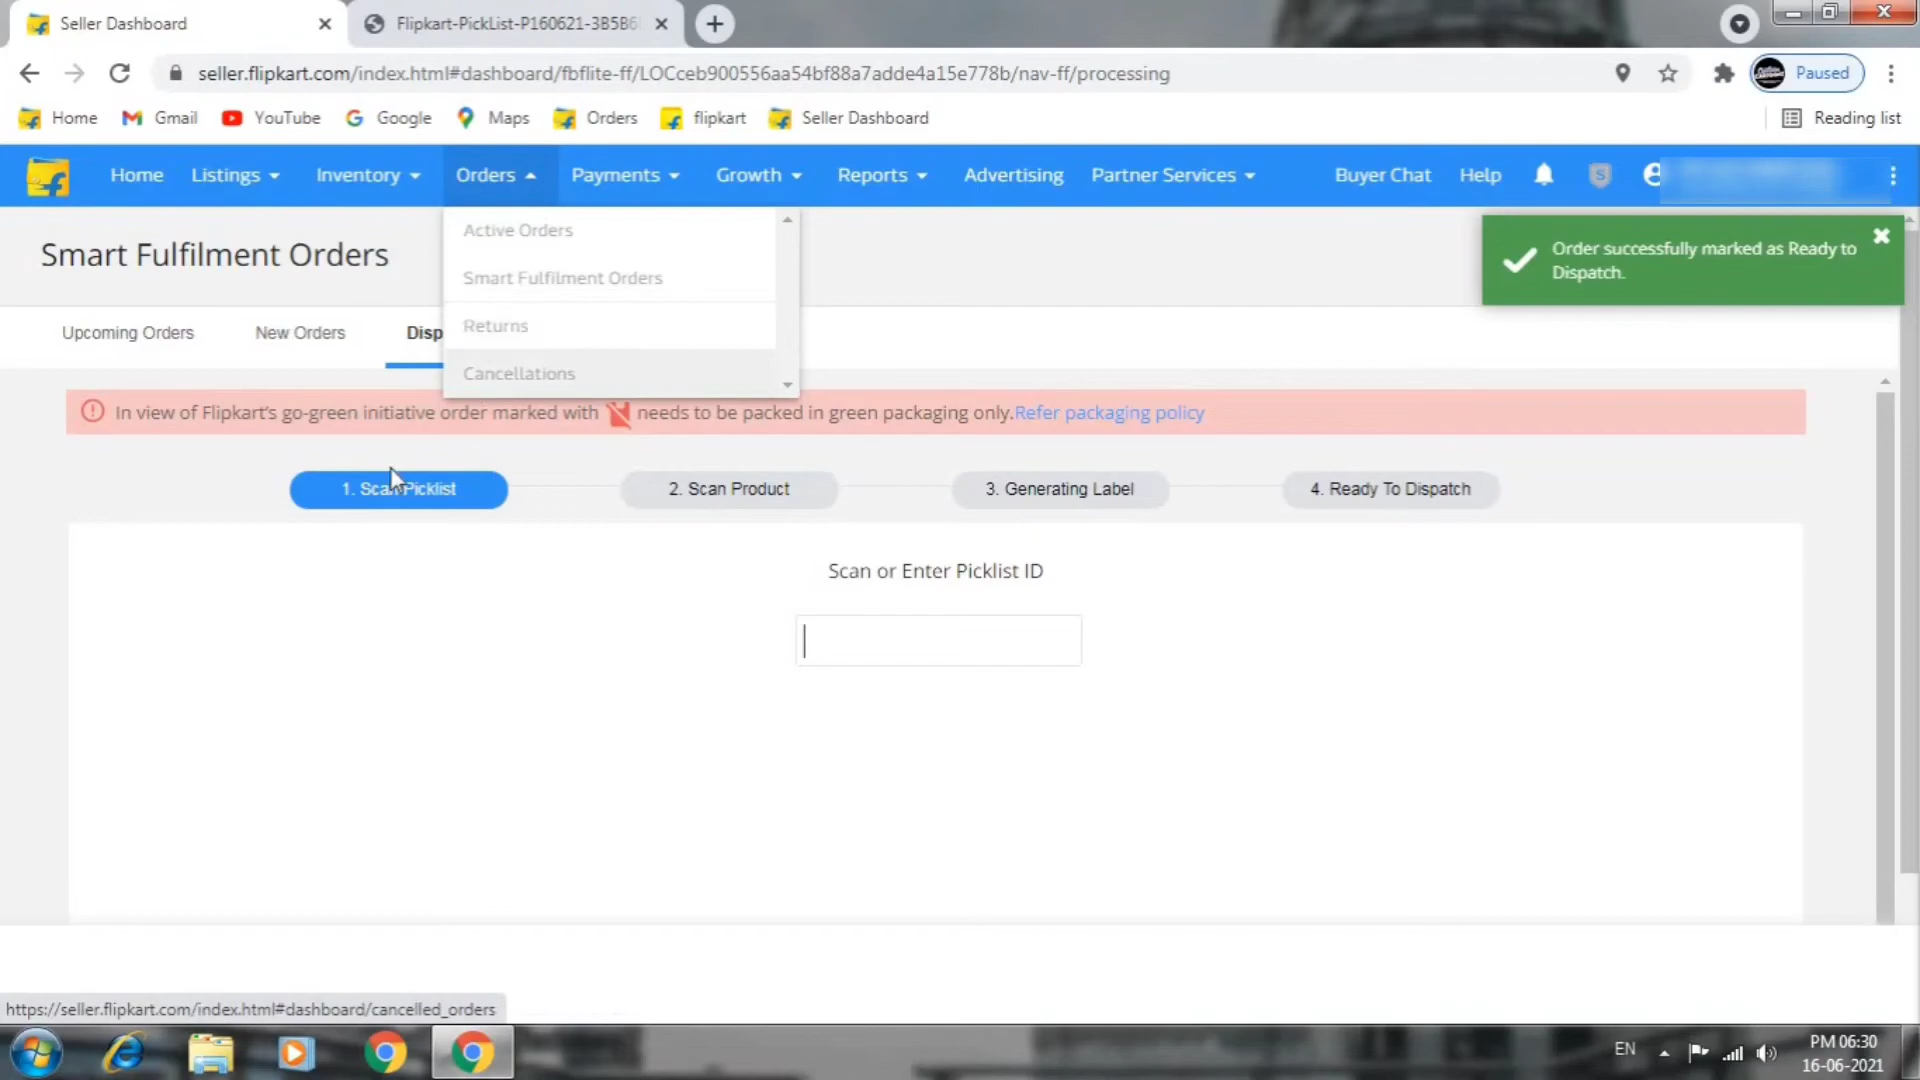 Seller Dashboard
Flipkart-PickList-P160621-3B5B6
seller.flipkart.com/index.html#dashboard/fbflite-ff/LOCceb900556aa54bf88a7adde4a15e778b/nav-ff/processing
Paused
Home
Gmail
YouTube
Google
Maps
Orders
flipkart
Seller Dashboard
Reading list
Home
Listings
Inventory
Orders
Payments
Growth
Reports
Advertising
Partner Services
Buyer Chat
Help
Smart Fulfilment Orders
Active Orders
Smart Fulfilment Orders
Returns
Cancellations
Order successfully marked as Ready to
Dispatch.
Upcoming Orders
New Orders
Disp
In view of Flipkart's go-green initiative order marked with needs to be packed in green packaging only.Refer packaging policy
1. Scan Picklist
2. Scan Product
3. Generating Label
4. Ready To Dispatch
Scan or Enter Picklist ID
https://seller.flipkart.com/index.html#dashboard/cancelled_orders
EN
PM 06:30
16-06-2021